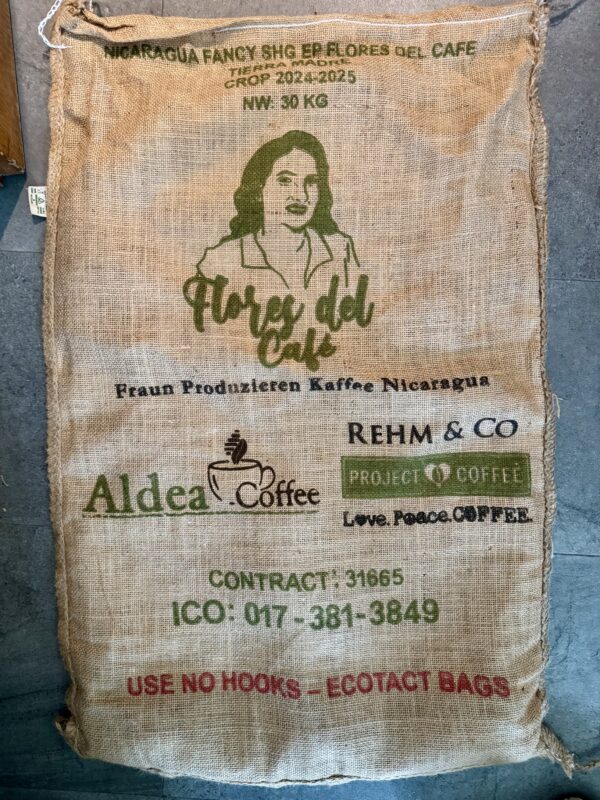 NICARAGUA FANCY SHG EP FLORES DEL CAFE
TIERRA MADRE
CROP 2024-2025
NW: 30 KG
Flores del
Café
Fraun Produzieren Kaffee Nicaragua
REHM & CO
PROJECT COFFEE
Love. Peace. COFFEE.
Aldea Coffee
CONTRACT: 31665
ICO: 017-381-3849
USE NO HOOKS – ECOTACT BAGS